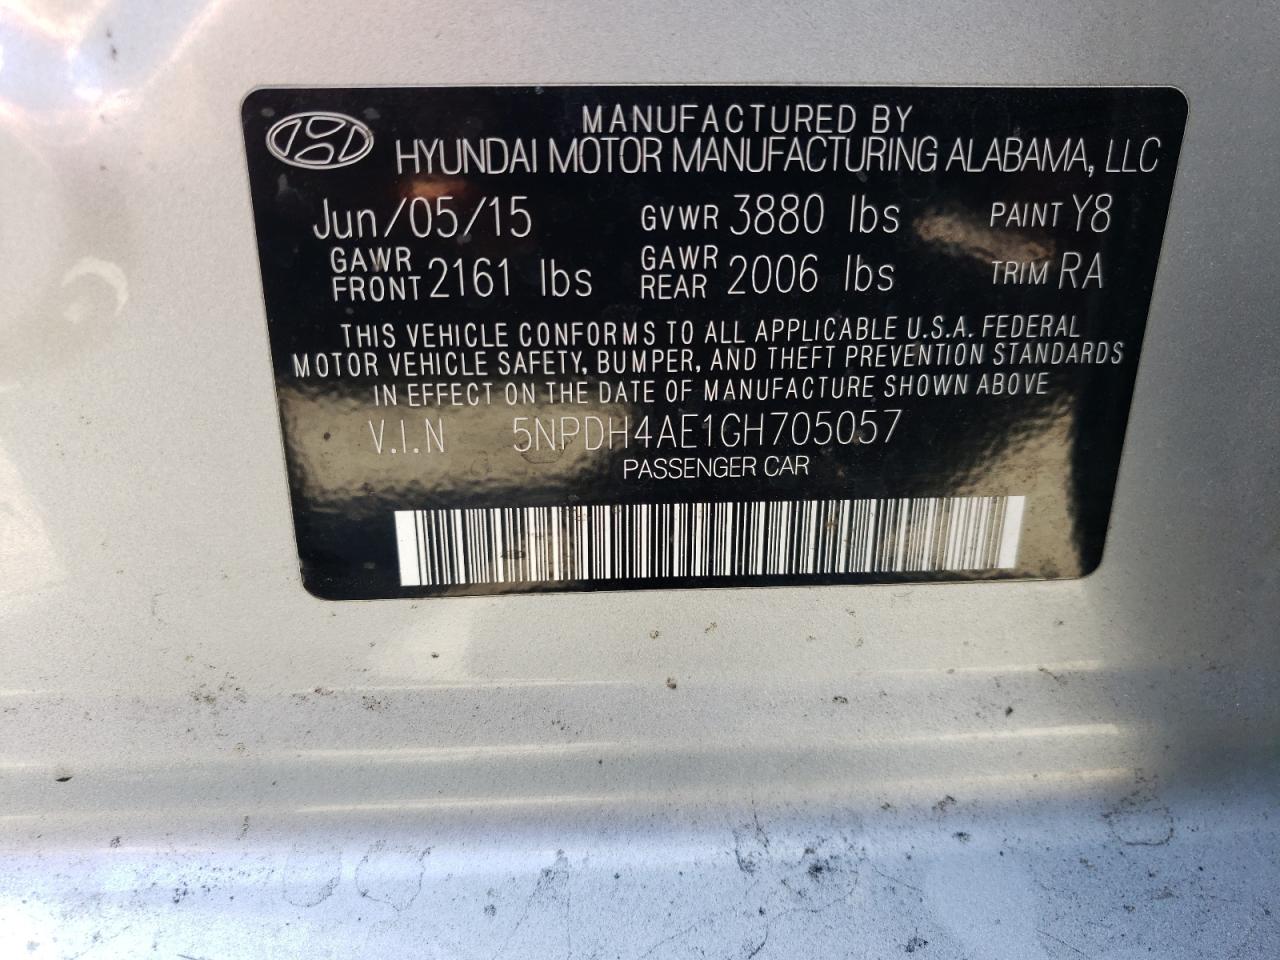 MANUFACTURED BY
HYUNDAI MOTOR MANUFACTURING ALABAMA, LLC
Jun/05/15 GVWR 3880 lbs PAINT Y8
GAWR FRONT 2161 lbs GAWR REAR 2006 lbs TRIM RA
THIS VEHICLE CONFORMS TO ALL APPLICABLE U.S.A. FEDERAL
MOTOR VEHICLE SAFETY, BUMPER, AND THEFT PREVENTION STANDARDS
IN EFFECT ON THE DATE OF MANUFACTURE SHOWN ABOVE
V.I.N 5NPDH4AE1GH705057
PASSENGER CAR